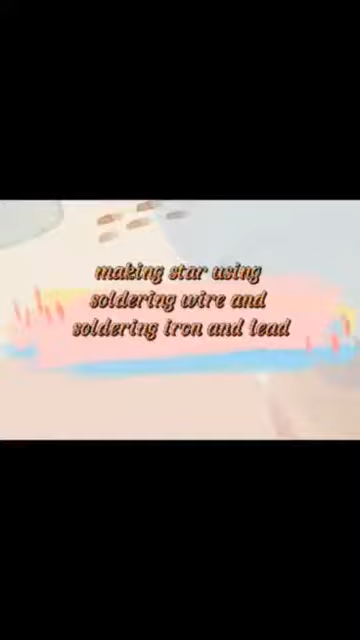 making star using
soldering wire and
soldering iron and lead